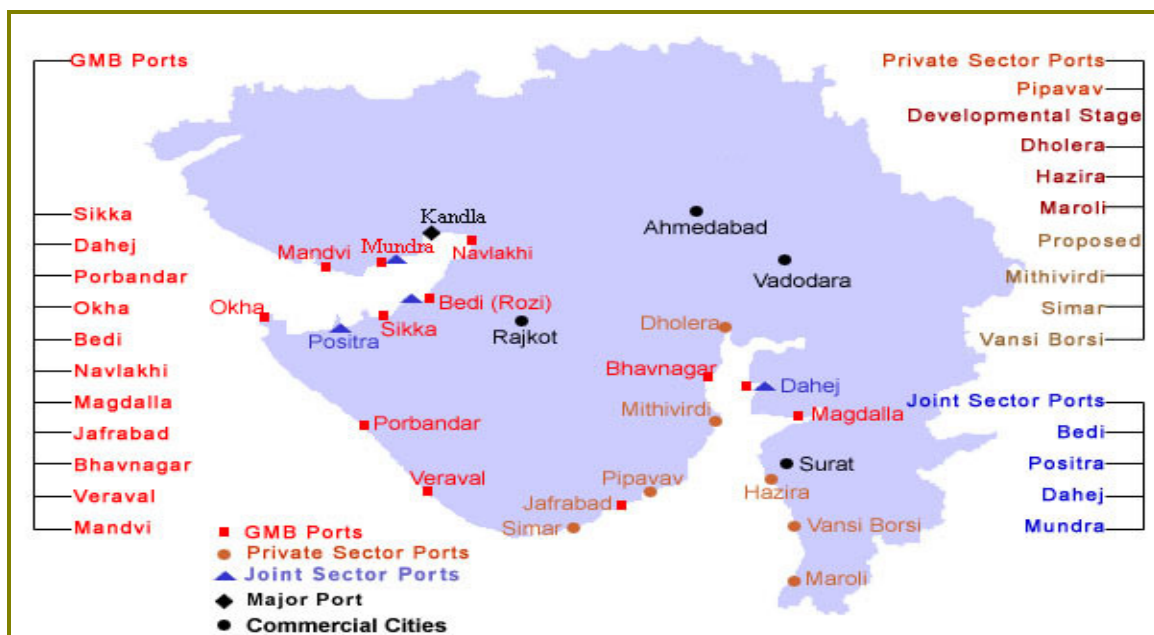 GMB Ports
Sikka
Dahej
Porbandar
Okha
Bedi
Navlakhi
Magdalla
Jafrabad
Bhavnagar
Veraval
Mandvi
Kandla
Mundra
Mandvi
Navlakhi
Okha
Bedi (Rozi)
Sikka
Positra
Rajkot
Ahmedabad
Vadodara
Dholera
Bhavnagar
Dahej
Mithivirdi
Magdalla
Porbandar
Surat
Veraval
Pipavav
Hazira
Jafrabad
Simar
Vansi Borsi
Maroli
GMB Ports
Private Sector Ports
Joint Sector Ports
Major Port
Commercial Cities
Private Sector Ports
Pipavav
Developmental Stage
Dholera
Hazira
Maroli
Proposed
Mithivirdi
Simar
Vansi Borsi
Joint Sector Ports
Bedi
Positra
Dahej
Mundra